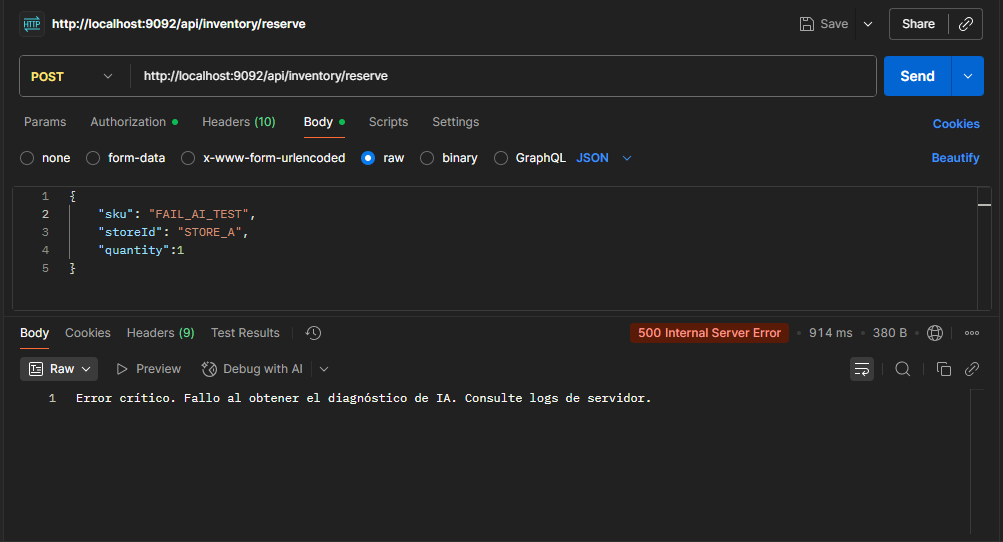 HTTP http://localhost:9092/api/inventory/reserve Save Share
POST http://localhost:9092/api/inventory/reserve Send
Params Authorization Headers (10) Body Scripts Settings Cookies
none form-data x-www-form-urlencoded raw binary GraphQL JSON Beautify
1 {
2 "sku": "FAIL_AI_TEST",
3 "storeId": "STORE_A",
4 "quantity":1
5 }
Body Cookies Headers (9) Test Results 500 Internal Server Error 914 ms 380 B
Raw Preview Debug with AI
1 Error crítico. Fallo al obtener el diagnóstico de IA. Consulte logs de servidor.